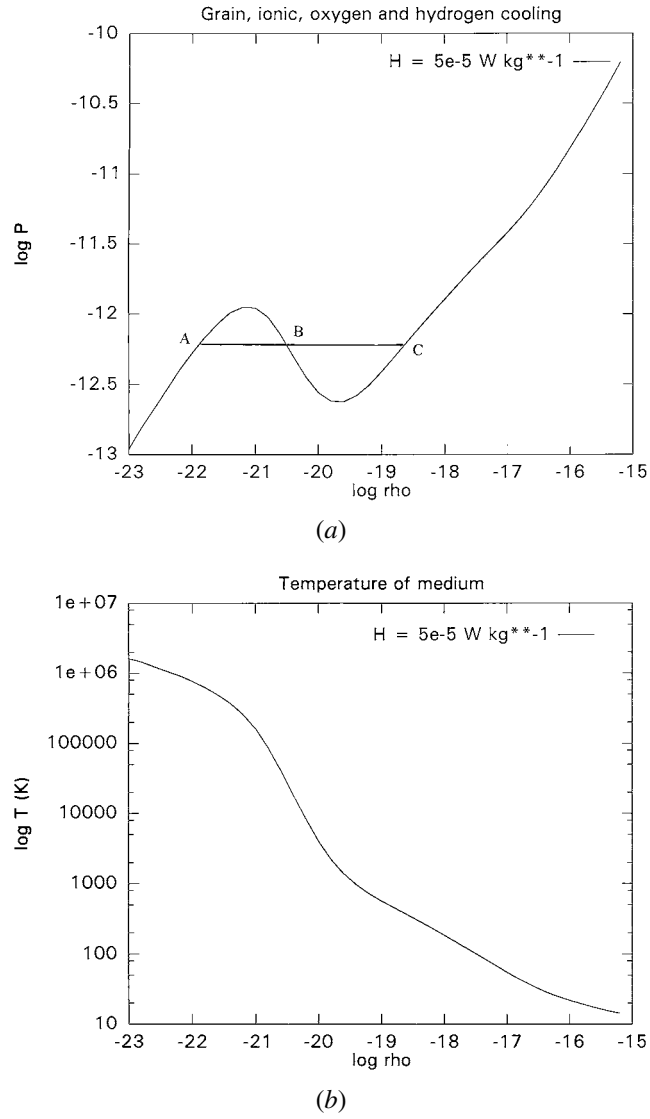 Grain, ionic, oxygen and hydrogen cooling
H = 5e-5 W kg**-1
log P
-10
-10.5
-11
-11.5
-12
-12.5
-13
A
B
C
-23 -22 -21 -20 -19 -18 -17 -16 -15
log rho
(a)
Temperature of medium
H = 5e-5 W kg**-1
log T (K)
1e+07
1e+06
100000
10000
1000
100
10
-23 -22 -21 -20 -19 -18 -17 -16 -15
log rho
(b)